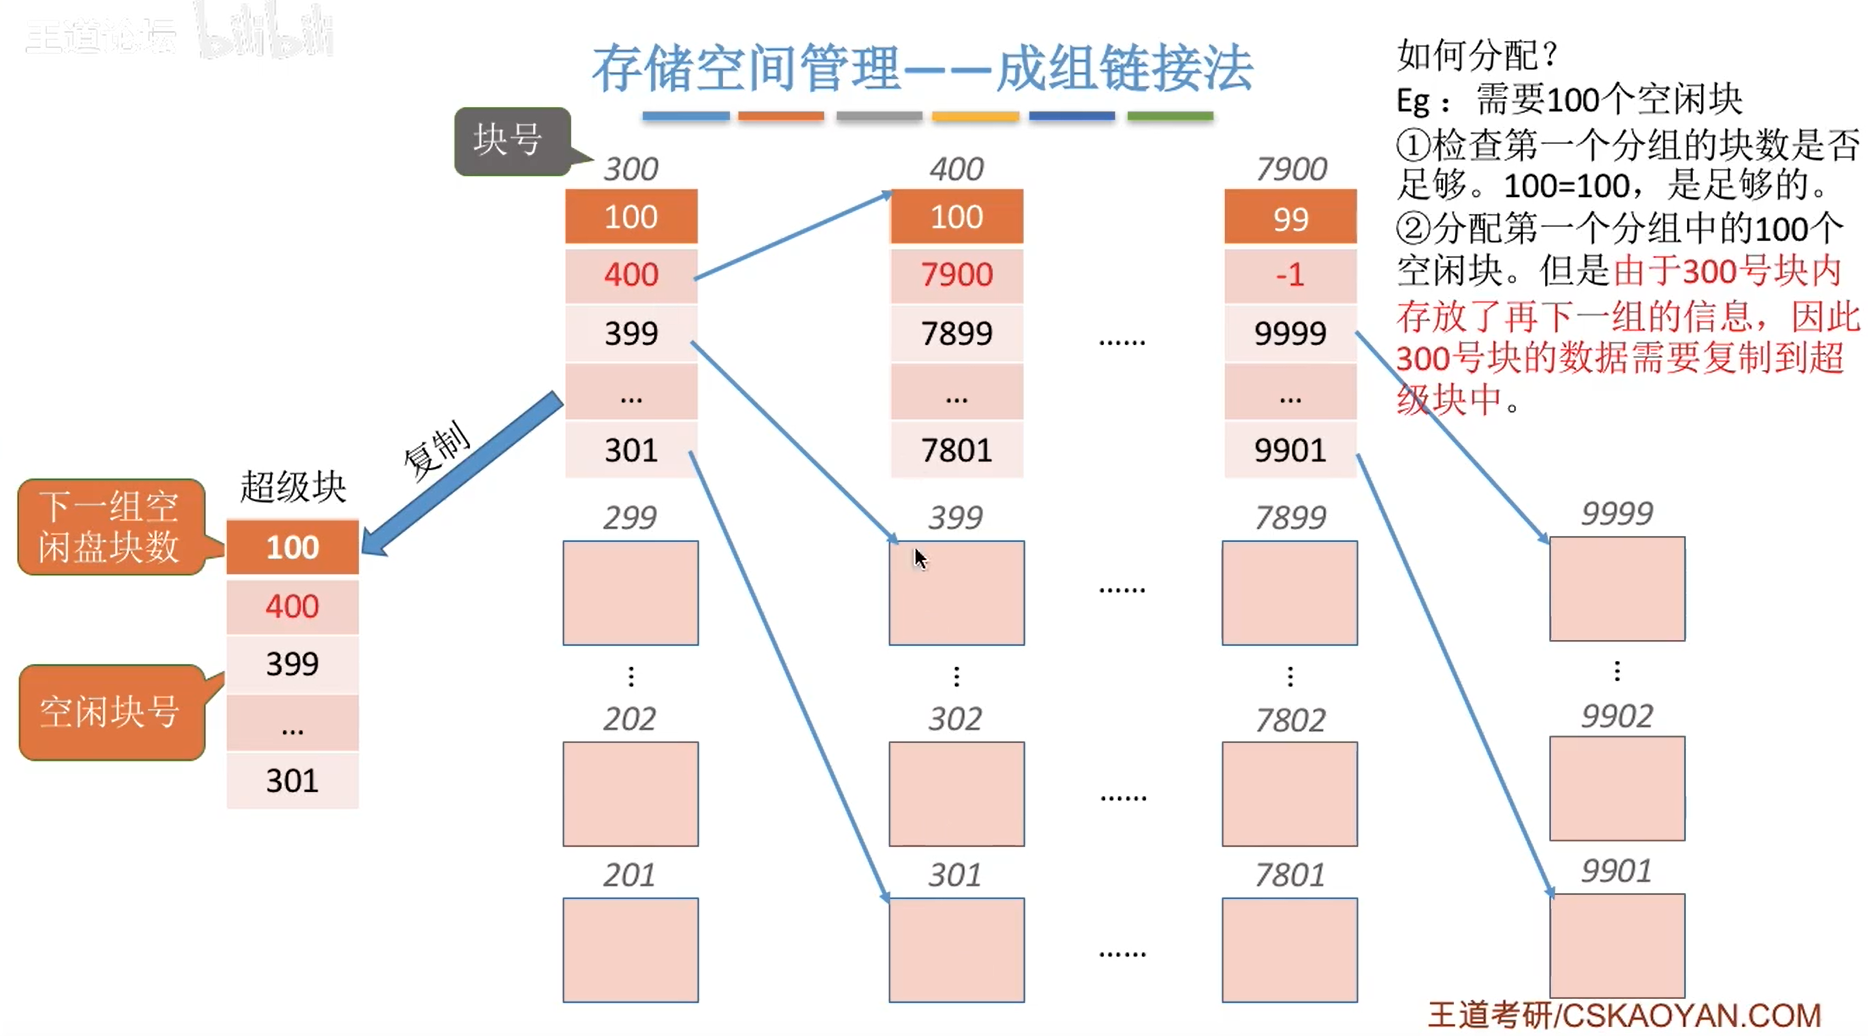 王道论坛 bilibili
存储空间管理——成组链接法
块号
300
100
400
399
...
301
400
100
7900
7899
...
7801
......
7900
99
-1
9999
...
9901
复制
超级块
下一组空
闲盘块数
空闲块号
100
400
399
...
301
299
399
7899
9999
......
202
302
7802
9902
......
201
301
7801
9901
......
如何分配？
Eg：需要100个空闲块
①检查第一个分组的块数是否
足够。100=100，是足够的。
②分配第一个分组中的100个
空闲块。但是由于300号块内
存放了再下一组的信息，因此
300号块的数据需要复制到超
级块中。
王道考研/CSKAOYAN.COM